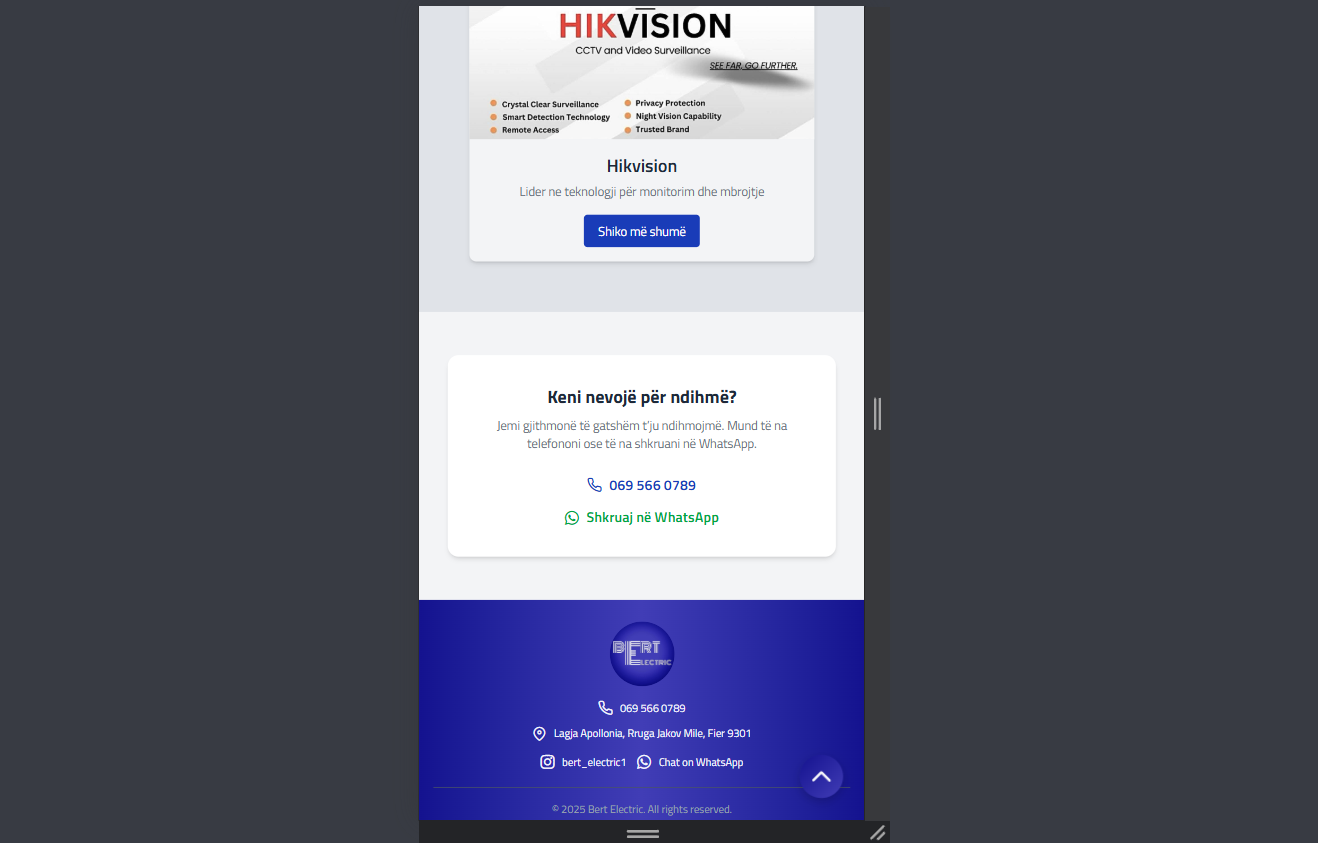 HIKVISION
CCTV and Video Surveillance
SEE FAR, GO FURTHER.
Crystal Clear Surveillance
Privacy Protection
Smart Detection Technology
Night Vision Capability
Remote Access
Trusted Brand
Hikvision
Lider ne teknologji për monitorim dhe mbrojtje
Shiko më shumë
Keni nevojë për ndihmë?
Jemi gjithmonë të gatshëm t'ju ndihmojmë. Mund të na
telefononi ose të na shkruani në WhatsApp.
069 566 0789
Shkruaj në WhatsApp
BERT
ELECTRIC
069 566 0789
Lagja Apollonia, Rruga Jakov Mile, Fier 9301
bert_electric1 Chat on WhatsApp
© 2025 Bert Electric. All rights reserved.